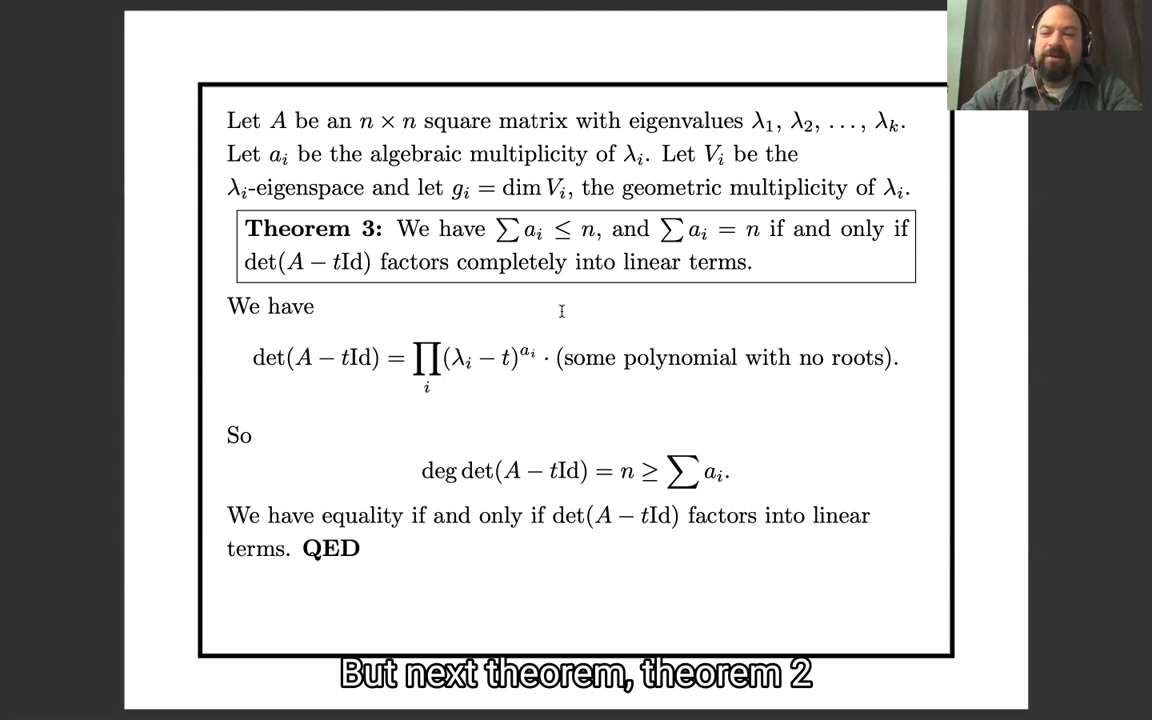 Let A be an n × n square matrix with eigenvalues λ₁, λ₂, …, λₖ.
Let aᵢ be the algebraic multiplicity of λᵢ. Let Vᵢ be the
λᵢ-eigenspace and let gᵢ = dim Vᵢ, the geometric multiplicity of λᵢ.
Theorem 3: We have ∑ aᵢ ≤ n, and ∑ aᵢ = n if and only if
det(A − tId) factors completely into linear terms.
We have
det(A − tId) = ∏ᵢ(λᵢ − t)^{aᵢ} · (some polynomial with no roots).
So
deg det(A − tId) = n ≥ ∑ aᵢ.
We have equality if and only if det(A − tId) factors into linear
terms. QED
But next theorem, theorem 2